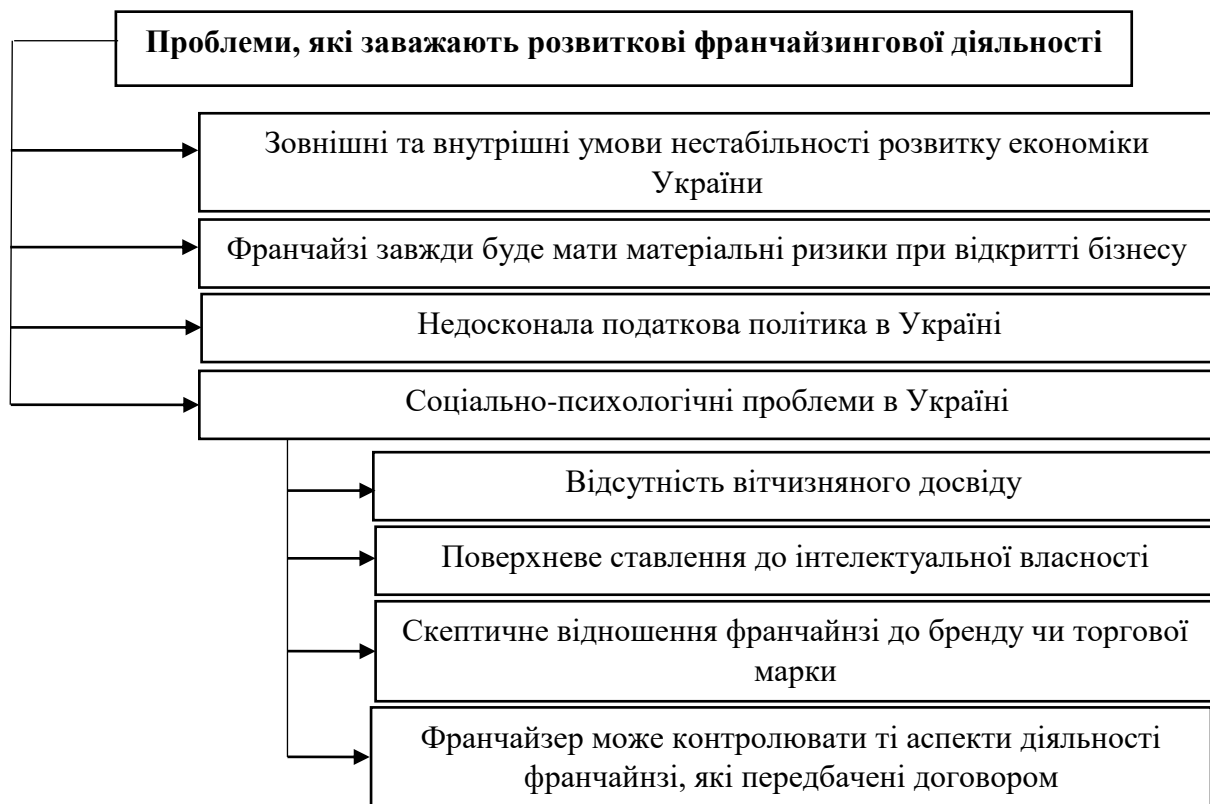 Проблеми, які заважають розвиткові франчайзингової діяльності
Зовнішні та внутрішні умови нестабільності розвитку економіки
України
Франчайзі завжди буде мати матеріальні ризики при відкритті бізнесу
Недосконала податкова політика в Україні
Соціально-психологічні проблеми в Україні
Відсутність вітчизняного досвіду
Поверхневе ставлення до інтелектуальної власності
Скептичне відношення франчайнзі до бренду чи торгової
марки
Франчайзер може контролювати ті аспекти діяльності
франчайнзі, які передбачені договором